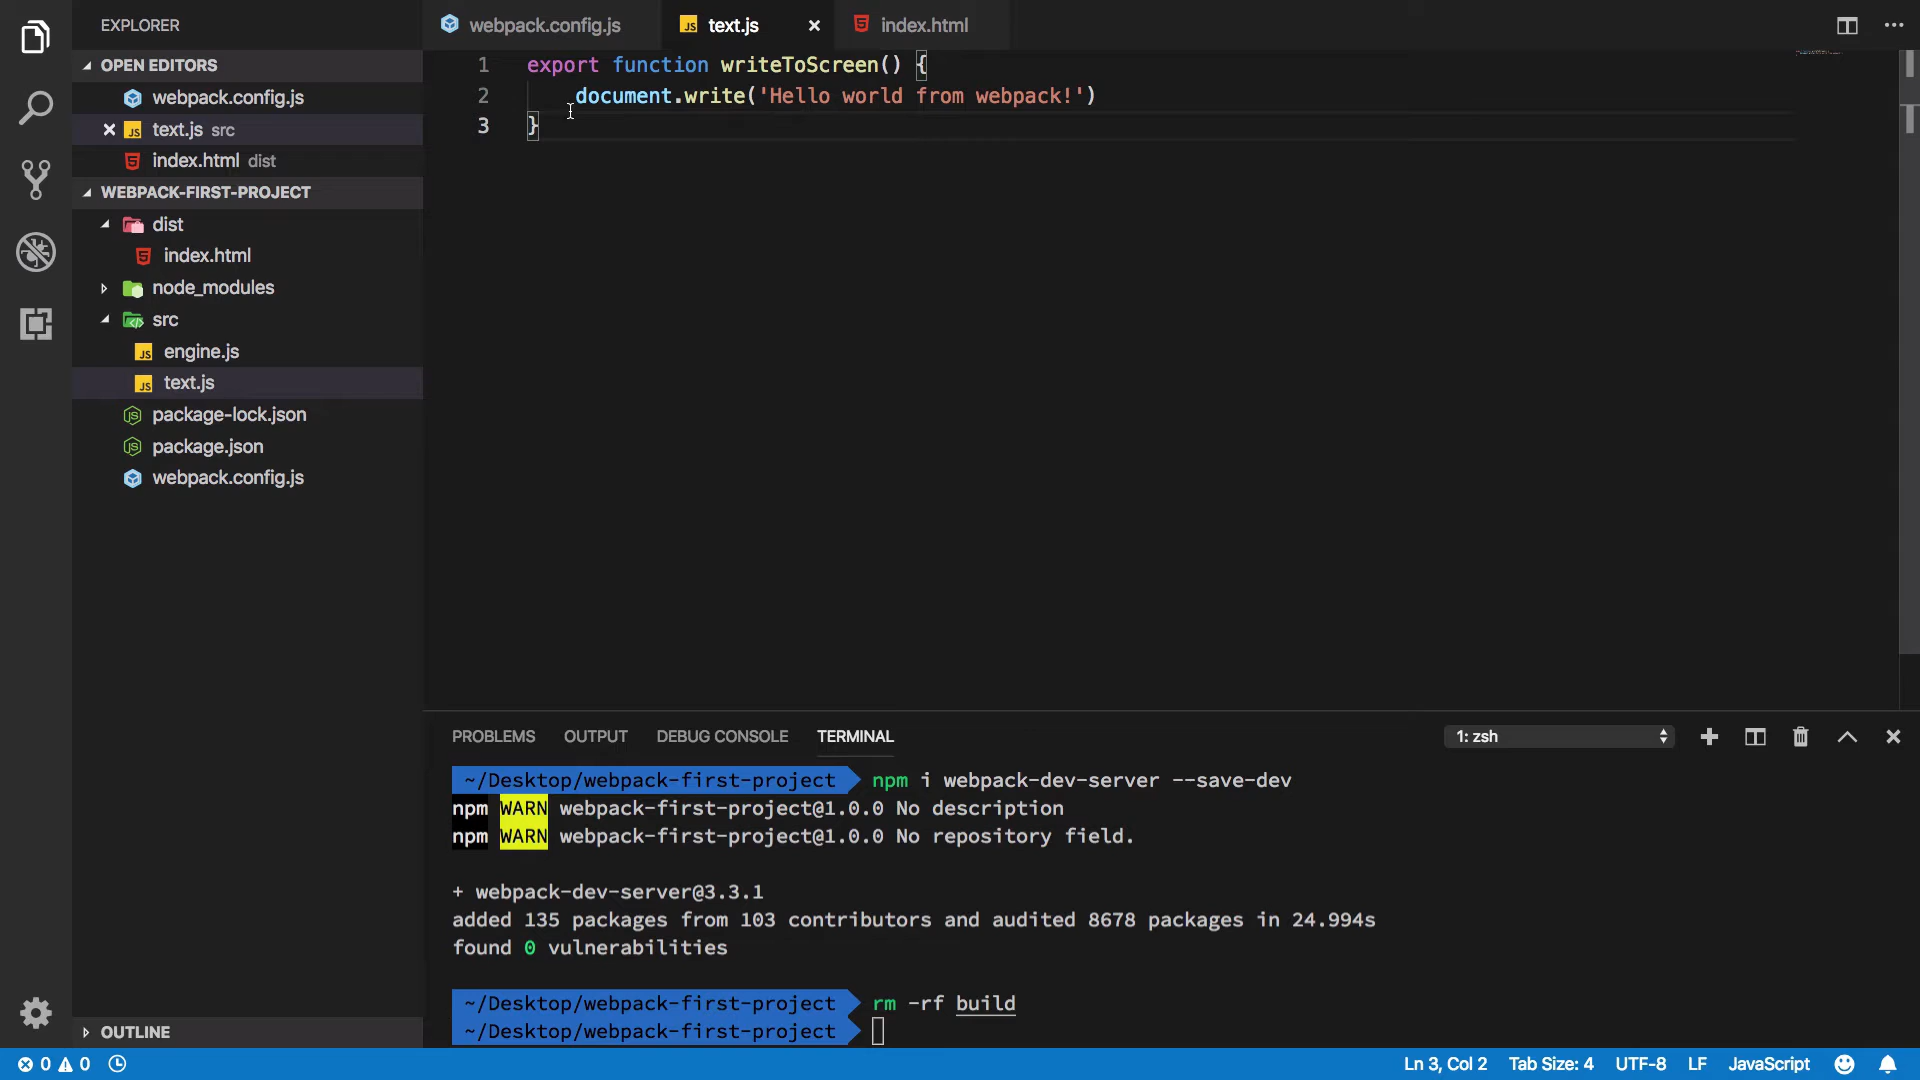 EXPLORER
OPEN EDITORS
webpack.config.js
text.js src
index.html dist
WEBPACK-FIRST-PROJECT
dist
index.html
node_modules
src
engine.js
text.js
package-lock.json
package.json
webpack.config.js
OUTLINE
webpack.config.js
text.js
index.html
1 export function writeToScreen() {
2 document.write('Hello world from webpack!')
3 }
PROBLEMS OUTPUT DEBUG CONSOLE TERMINAL
1: zsh
~/Desktop/webpack-first-project npm i webpack-dev-server --save-dev
npm WARN webpack-first-project@1.0.0 No description
npm WARN webpack-first-project@1.0.0 No repository field.
+ webpack-dev-server@3.3.1
added 135 packages from 103 contributors and audited 8678 packages in 24.994s
found 0 vulnerabilities
~/Desktop/webpack-first-project rm -rf build
~/Desktop/webpack-first-project
0 0
Ln 3, Col 2 Tab Size: 4 UTF-8 LF JavaScript